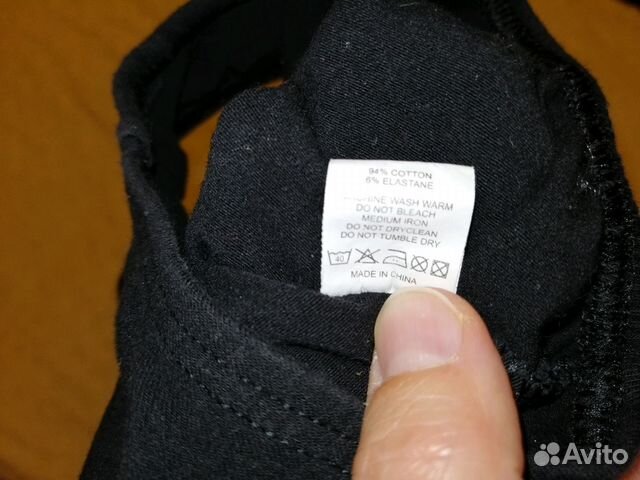 94% COTTON
6% ELASTANE
MACHINE WASH WARM
DO NOT BLEACH
MEDIUM IRON
DO NOT DRYCLEAN
DO NOT TUMBLE DRY
40
MADE IN CHINA
Avito